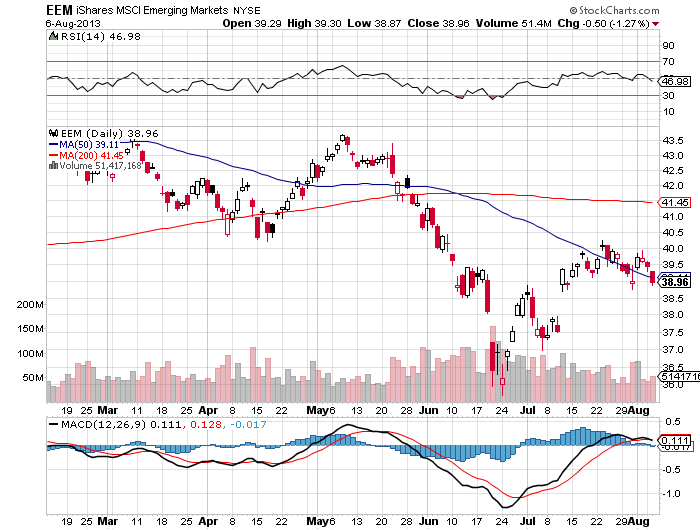 EEM iShares MSCI Emerging Markets NYSE © StockCharts.com
6-Aug-2013 Open 39.29 High 39.30 Low 38.87 Close 38.96 Volume 51.4M Chg -0.50 (-1.27%)
RSI(14) 46.98
90
70
50
46.98
30
10
EEM (Daily) 38.96
MA(50) 39.11
MA(200) 41.45
Volume 51,417,168
43.5
43.0
42.5
42.0
41.5
41.45
41.0
40.5
40.0
39.5
38.96
38.5
38.0
37.5
37.0
36.5
36.0
200M
150M
100M
50M
5141716
19 25 Mar 11 18 25 Apr 8 15 22 May 6 13 20 28 Jun 10 17 24 Jul 8 15 22 29 Aug
MACD(12,26,9) 0.111, 0.128, -0.017
0.5
0.111
-0.017
-0.5
-1.0
19 25 Mar 11 18 25 Apr 8 15 22 May 6 13 20 28 Jun 10 17 24 Jul 8 15 22 29 Aug